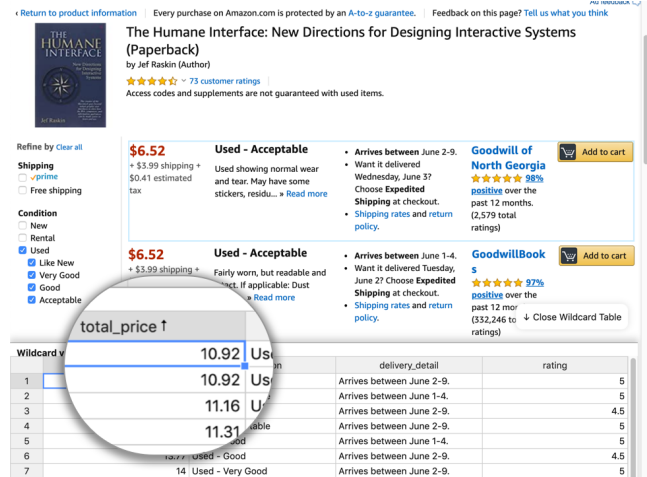 Ad feedback
‹ Return to product information Every purchase on Amazon.com is protected by an A-to-z guarantee. Feedback on this page? Tell us what you think
THE
HUMANE
INTERFACE
New Directions
for Designing
Interactive
Systems
Jef Raskin
The Humane Interface: New Directions for Designing Interactive Systems
(Paperback)
by Jef Raskin (Author)
73 customer ratings
Access codes and supplements are not guaranteed with used items.
Refine by Clear all
Shipping
prime
Free shipping
Condition
New
Rental
Used
Like New
Very Good
Good
Acceptable
$6.52
+ $3.99 shipping +
$0.41 estimated
tax
Used - Acceptable
Used showing normal wear
and tear. May have some
stickers, residu... » Read more
• Arrives between June 2-9.
• Want it delivered
Wednesday, June 3?
Choose Expedited
Shipping at checkout.
• Shipping rates and return
policy.
Goodwill of
North Georgia
98%
positive over the
past 12 months.
(2,579 total
ratings)
Add to cart
$6.52
+ $3.99 shipping +
Used - Acceptable
Fairly worn, but readable and
If applicable: Dust
» Read more
• Arrives between June 1-4.
• Want it delivered Tuesday,
June 2? Choose Expedited
Shipping at checkout.
• Shipping rates and return
policy.
GoodwillBook
s
97%
positive over the
past 12
(332,246
ratings)
Add to cart
↓ Close Wildcard Table
Wildcard
total_price ↑
10.92
10.92
11.16
11.31
delivery_detail rating
1 Arrives between June 2-9. 5
2 Arrives between June 1-4. 5
3 Arrives between June 2-9. 4.5
4 Arrives between June 2-9. 5
5 Arrives between June 1-4. 5
6 13.77 Used - Good Arrives between June 2-9. 4.5
7 14 Used - Very Good Arrives between June 2-9. 5